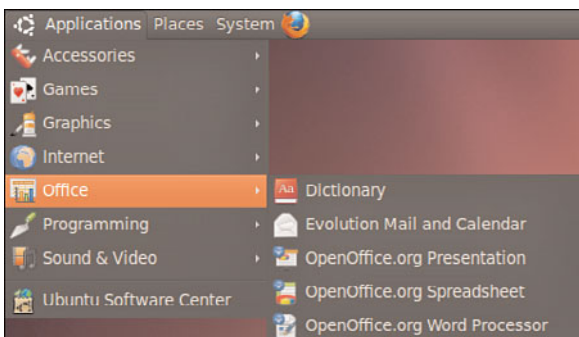 Applications Places System
Accessories
Games
Graphics
Internet
Office
Programming
Sound & Video
Ubuntu Software Center
Aa Dictionary
Evolution Mail and Calendar
OpenOffice.org Presentation
OpenOffice.org Spreadsheet
OpenOffice.org Word Processor